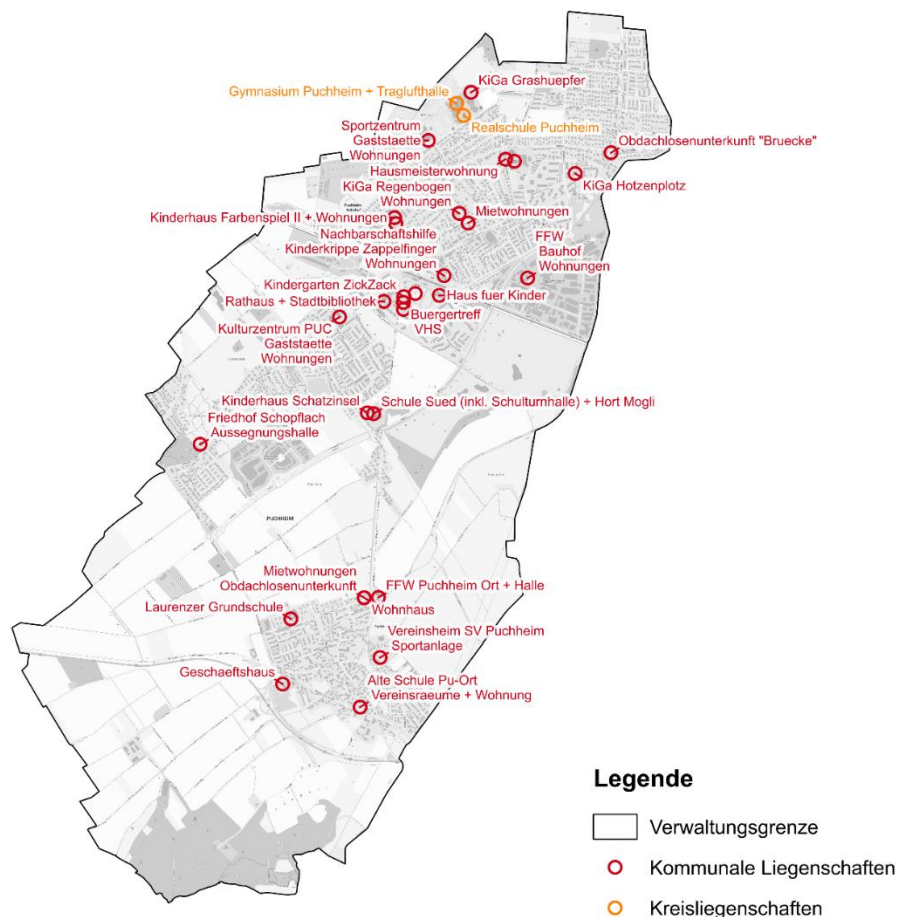 KiGa Grashuepfer
Gymnasium Puchheim + Traglufthalle
Realschule Puchheim
Sportzentrum
Gaststaette
Wohnungen
Obdachlosenunterkunft "Bruecke"
Hausmeisterwohnung
KiGa Hotzenplotz
KiGa Regenbogen
Wohnungen
Mietwohnungen
Kinderhaus Farbenspiel II + Wohnungen
Nachbarschaftshilfe
Kinderkrippe Zappelfinger
Wohnungen
FFW
Bauhof
Wohnungen
Kindergarten ZickZack
Rathaus + Stadtbibliothek
Haus fuer Kinder
Buergertreff
VHS
Kulturzentrum PUC
Gaststaette
Wohnungen
Kinderhaus Schatzinsel
Schule Sued (inkl. Schulturnhalle) + Hort Mogli
Friedhof Schopflach
Aussegnungshalle
PUCHHEIM
Mietwohnungen
Obdachlosenunterkunft
FFW Puchheim Ort + Halle
Wohnhaus
Laurenzer Grundschule
Vereinsheim SV Puchheim
Sportanlage
Geschaeftshaus
Alte Schule Pu-Ort
Vereinsraeume + Wohnung
Legende
Verwaltungsgrenze
Kommunale Liegenschaften
Kreisliegenschaften